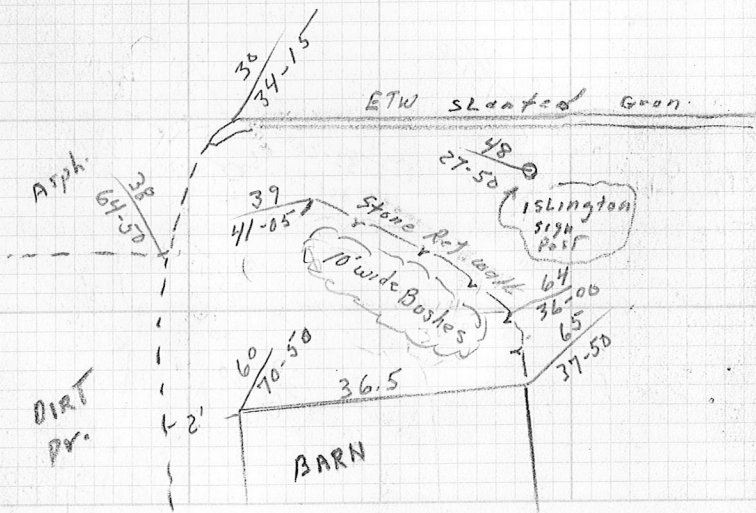 30
34-15
ETW Slanted Gran.
48
27-50
Asph.
38
64-50
39
41-05
Stone Ret. Wall
Islington
Sign
Post
10' wide Bushes
64
36-00
65
37-50
60
70-50
36.5
DIRT
Dr.
2'
BARN